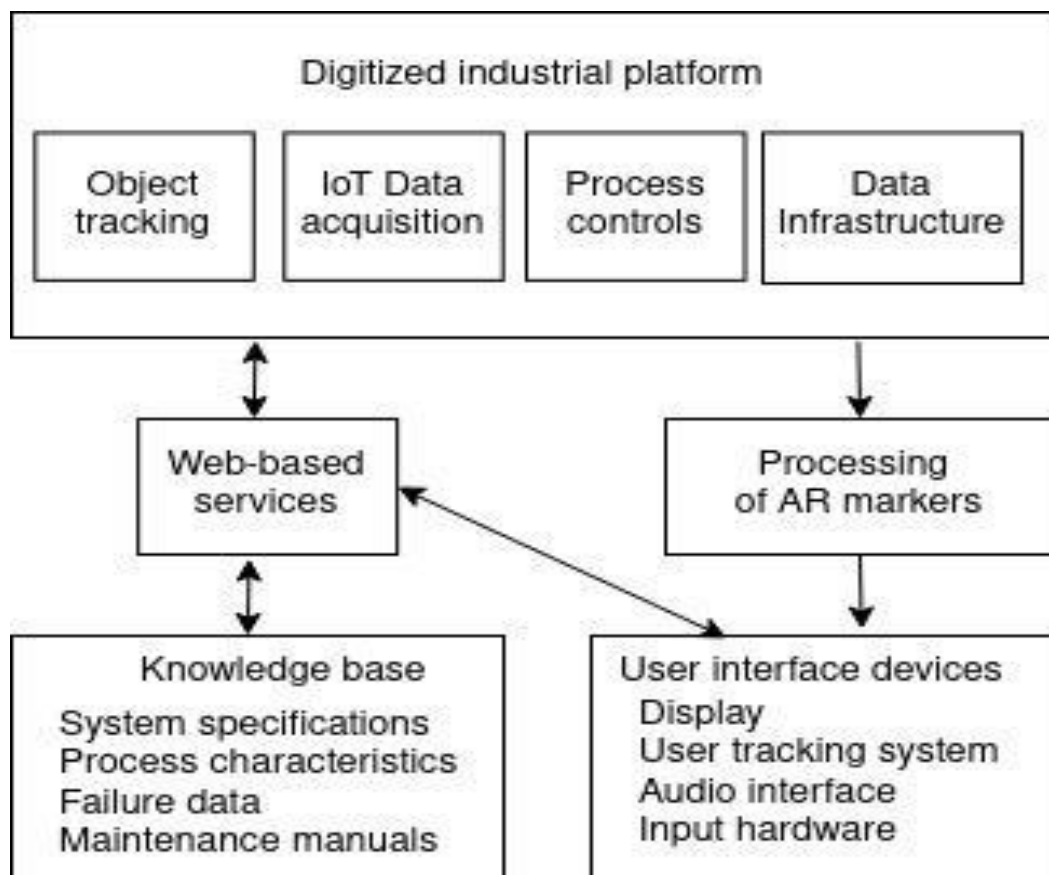 Digitized industrial platform
Object
tracking
IoT Data
acquisition
Process
controls
Data
Infrastructure
Web-based
services
Processing
of AR markers
Knowledge base
System specifications
Process characteristics
Failure data
Maintenance manuals
User interface devices
Display
User tracking system
Audio interface
Input hardware